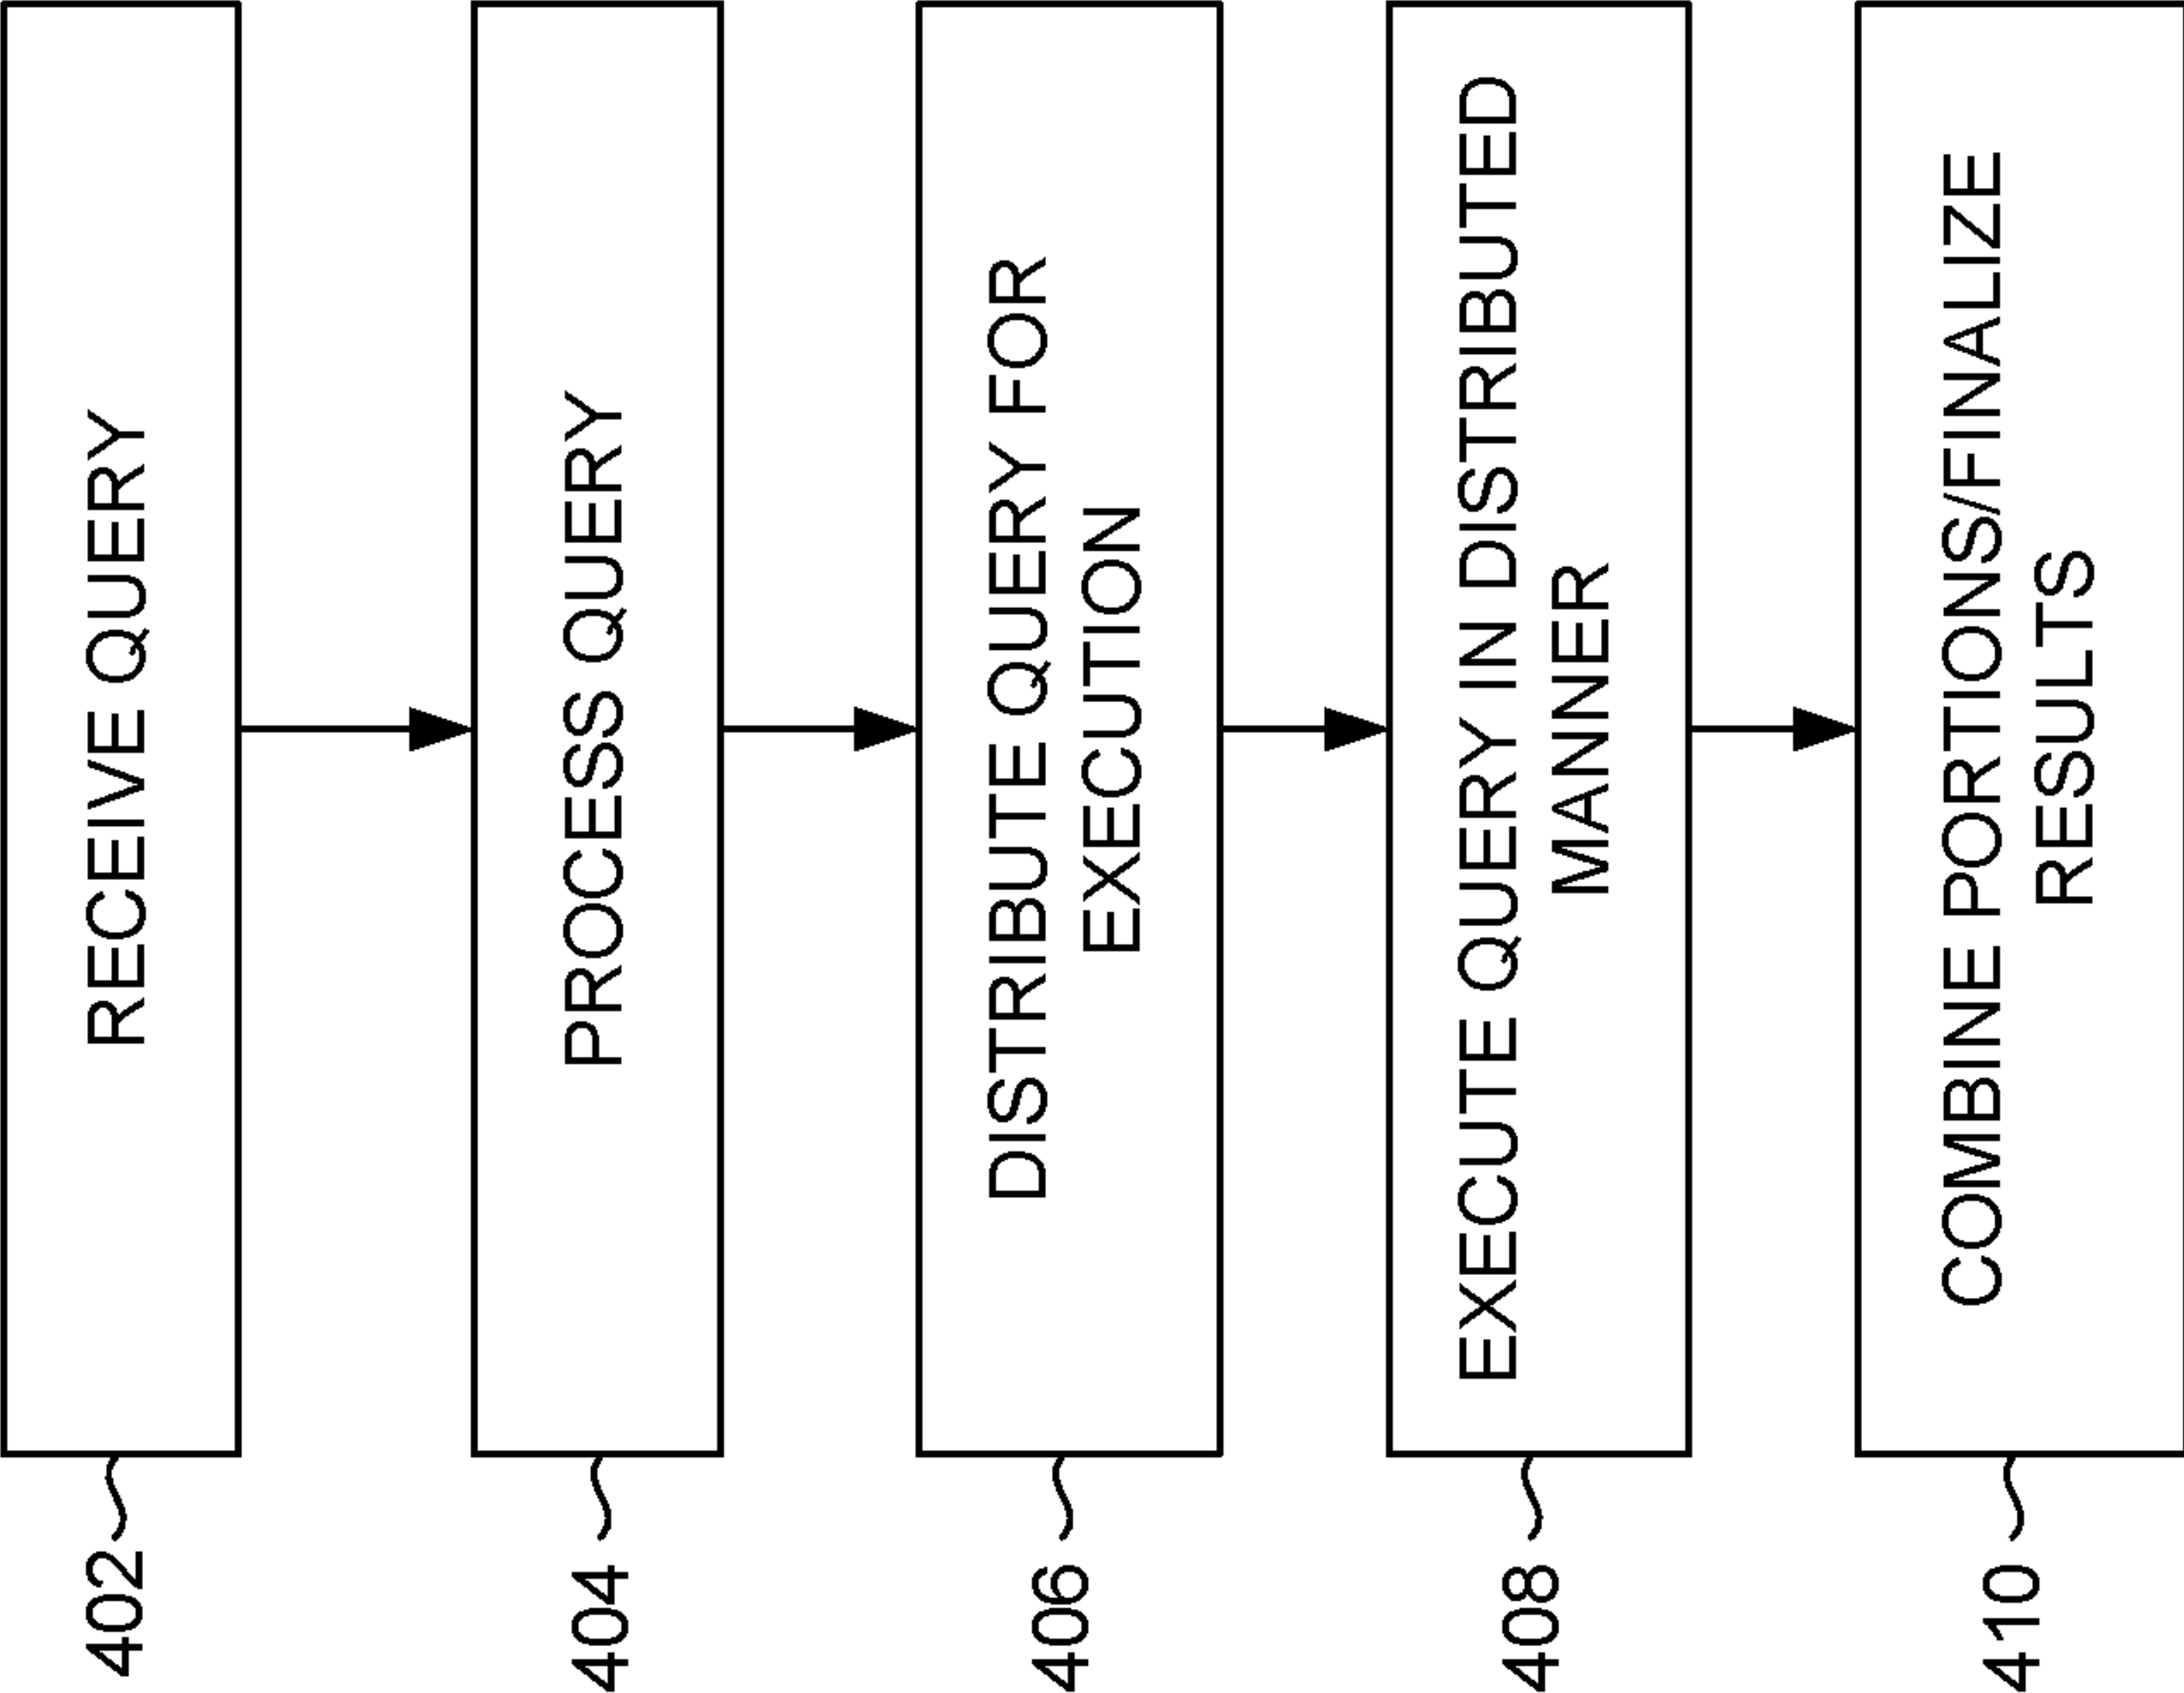 402
RECEIVE QUERY
404
PROCESS QUERY
406
DISTRIBUTE QUERY FOR
EXECUTION
408
EXECUTE QUERY IN DISTRIBUTED
MANNER
410
COMBINE PORTIONS/FINALIZE
RESULTS